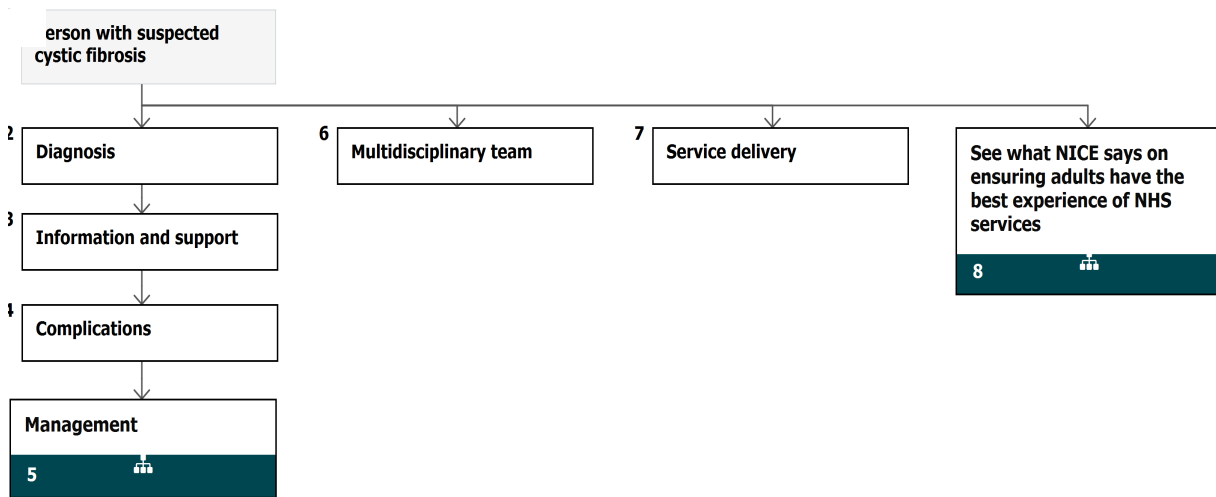 erson with suspected
cystic fibrosis
2
Diagnosis
6
Multidisciplinary team
7
Service delivery
See what NICE says on
ensuring adults have the
best experience of NHS
services
8
3
Information and support
4
Complications
Management
5